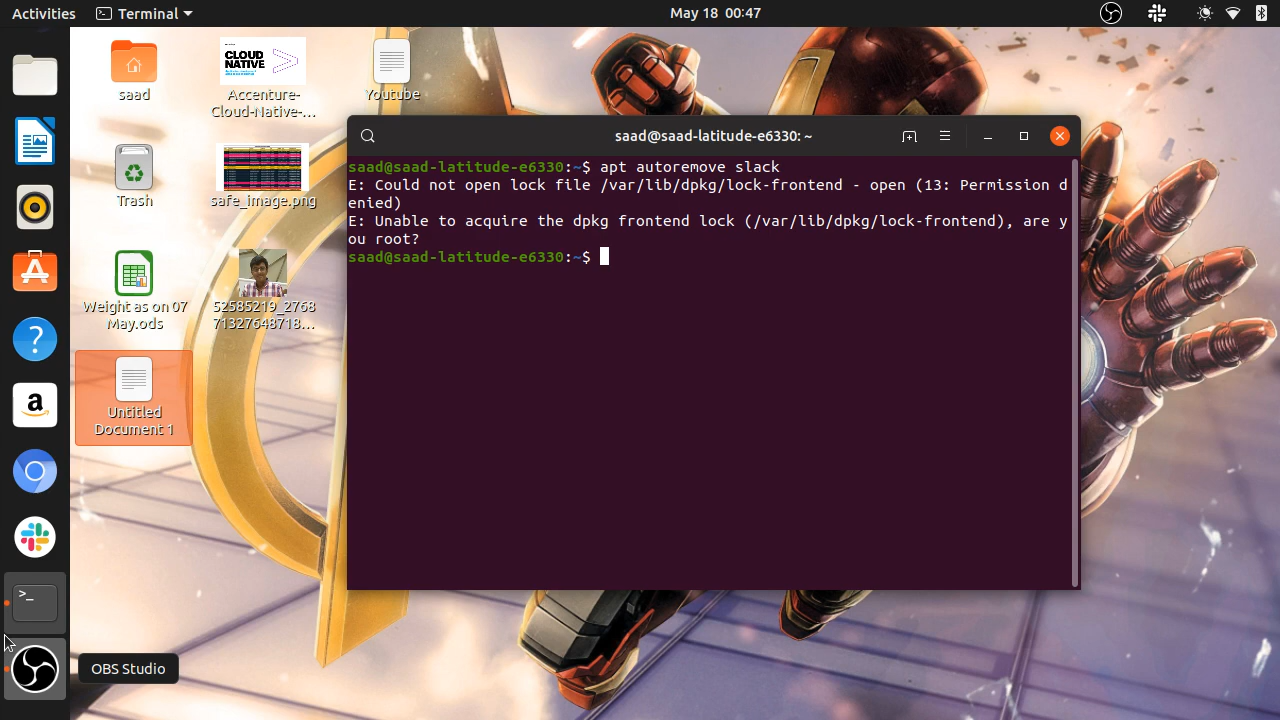 Activities
Terminal
May 18 00:47
saad
CLOUD
NATIVE
Accenture-
Cloud-Native-...
Youtube
Trash
safe_image.png
Weight as on 07
May.ods
52585219_2768
71327648718...
Untitled
Document 1
saad@saad-latitude-e6330: ~
saad@saad-latitude-e6330:~$ apt autoremove slack
E: Could not open lock file /var/lib/dpkg/lock-frontend - open (13: Permission d
enied)
E: Unable to acquire the dpkg frontend lock (/var/lib/dpkg/lock-frontend), are y
ou root?
saad@saad-latitude-e6330:~$
?
a
>_
OBS Studio